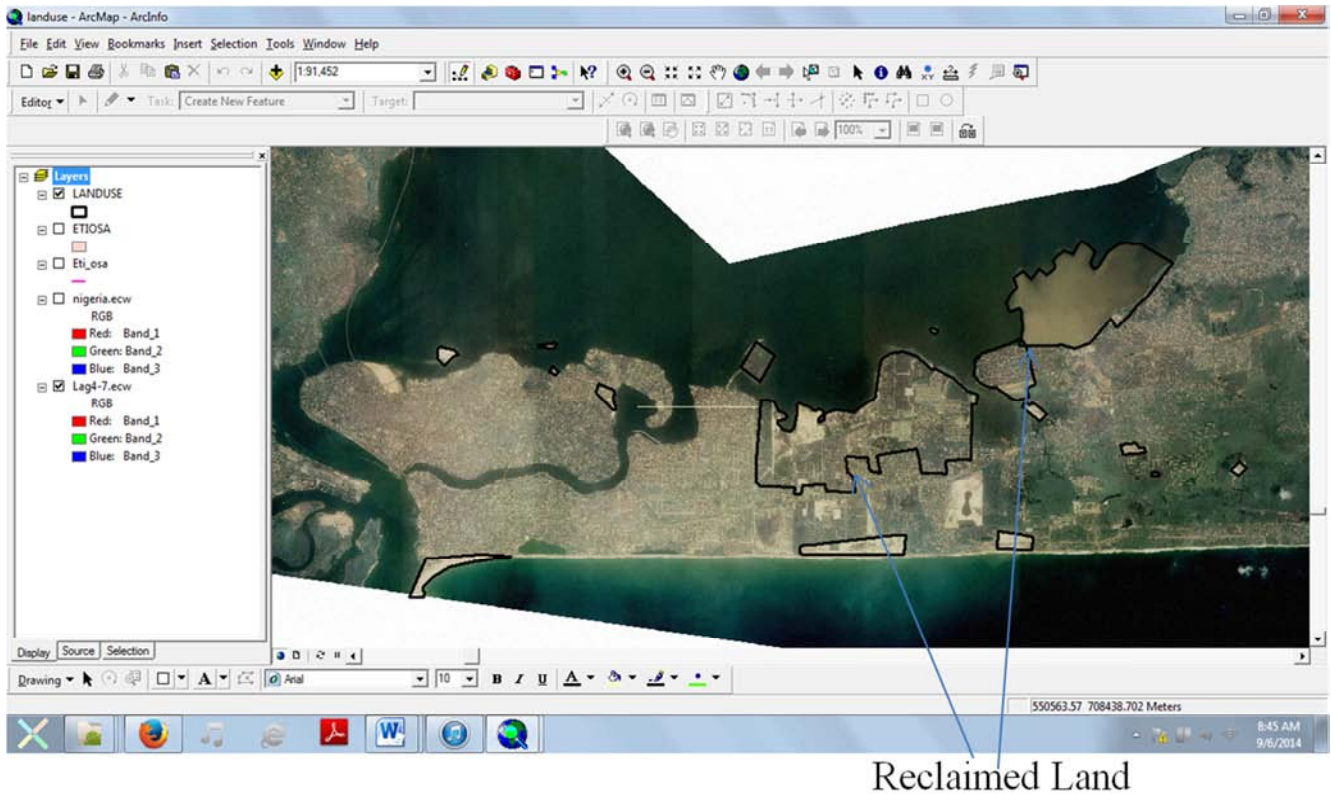 landuse - ArcMap - ArcInfo
File Edit View Bookmarks Insert Selection Tools Window Help
1:91,452
Editor Task: Create New Feature Target:
100%
Layers
LANDUSE
ETIOSA
Eti_osa
nigeria.ecw
RGB
Red: Band_1
Green: Band_2
Blue: Band_3
Lag4-7.ecw
RGB
Red: Band_1
Green: Band_2
Blue: Band_3
Display Source Selection
Drawing A Arial 10 B I U A
550563.57 708438.702 Meters
W
8:45 AM
9/6/2014
Reclaimed Land